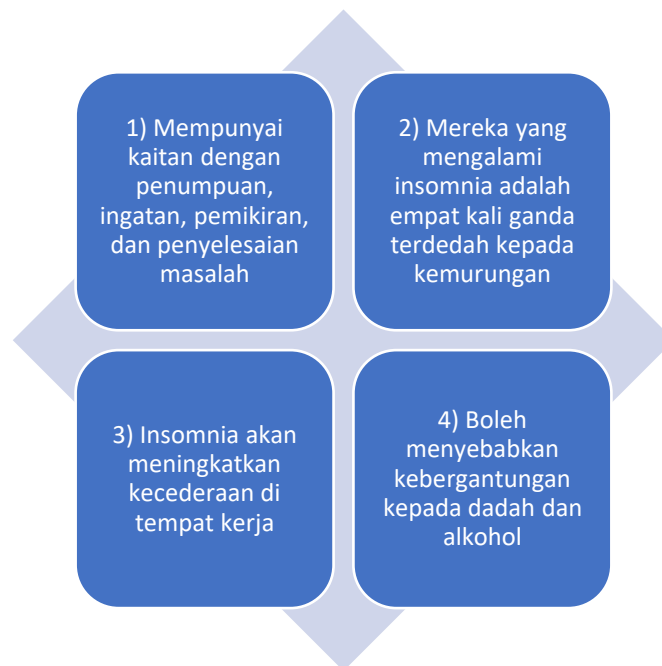 1) Mempunyai
kaitan dengan
penumpuan,
ingatan, pemikiran,
dan penyelesaian
masalah
2) Mereka yang
mengalami
insomnia adalah
empat kali ganda
terdedah kepada
kemurungan
3) Insomnia akan
meningkatkan
kecederaan di
tempat kerja
4) Boleh
menyebabkan
kebergantungan
kepada dadah dan
alkohol